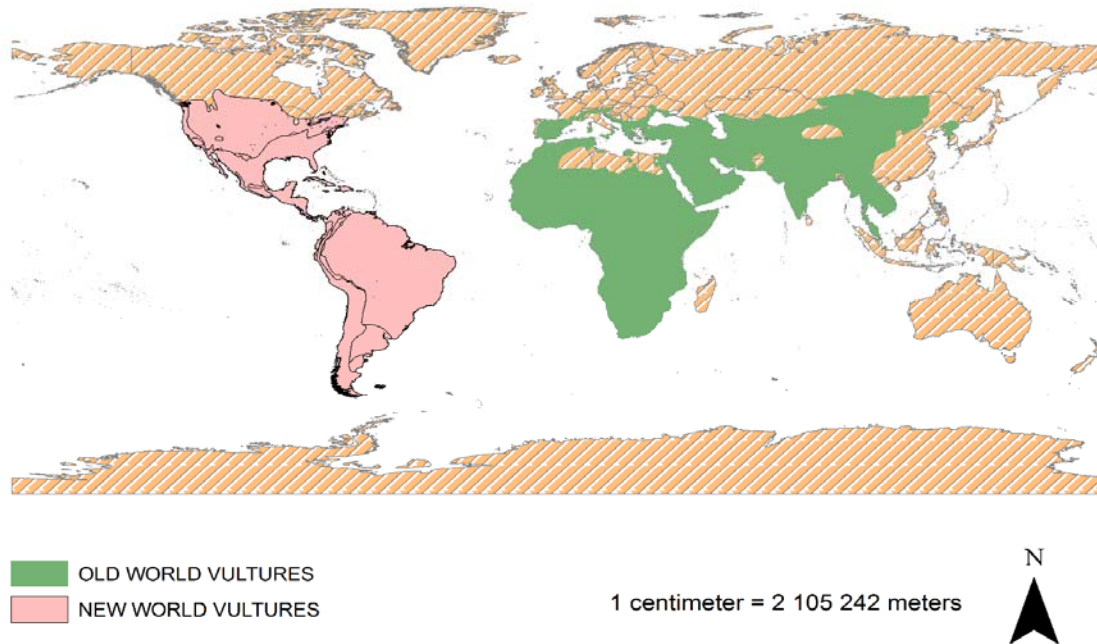 OLD WORLD VULTURES
NEW WORLD VULTURES
1 centimeter = 2 105 242 meters
N